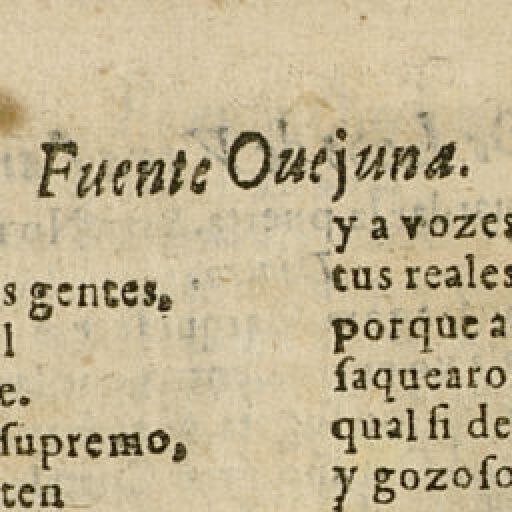 Fuente Ouejuna.
s gentes,
l
e.
ſupremo,
ten
y a vozes
tus reales
porque a
ſaquearo
qual ſi de
y gozoſo